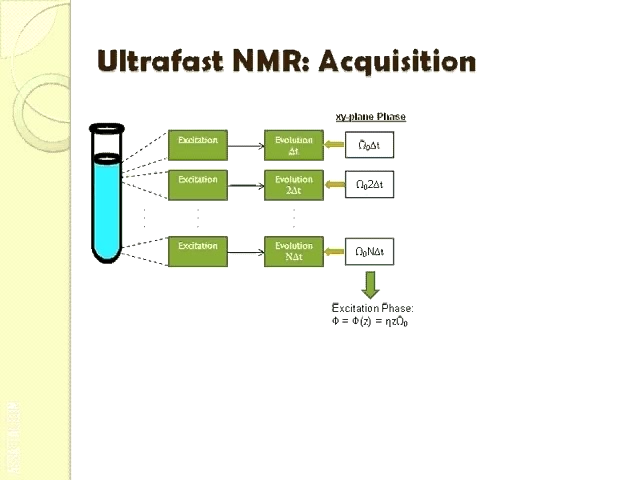 Ultrafast NMR: Acquisition
xy-plane Phase
Excitation
Evolution
Δt
Ω₀Δt
Excitation
Evolution
2Δt
Ω₀2Δt
Excitation
Evolution
NΔt
Ω₀NΔt
Excitation Phase:
Φ = Φ(z) = ηzΩ₀